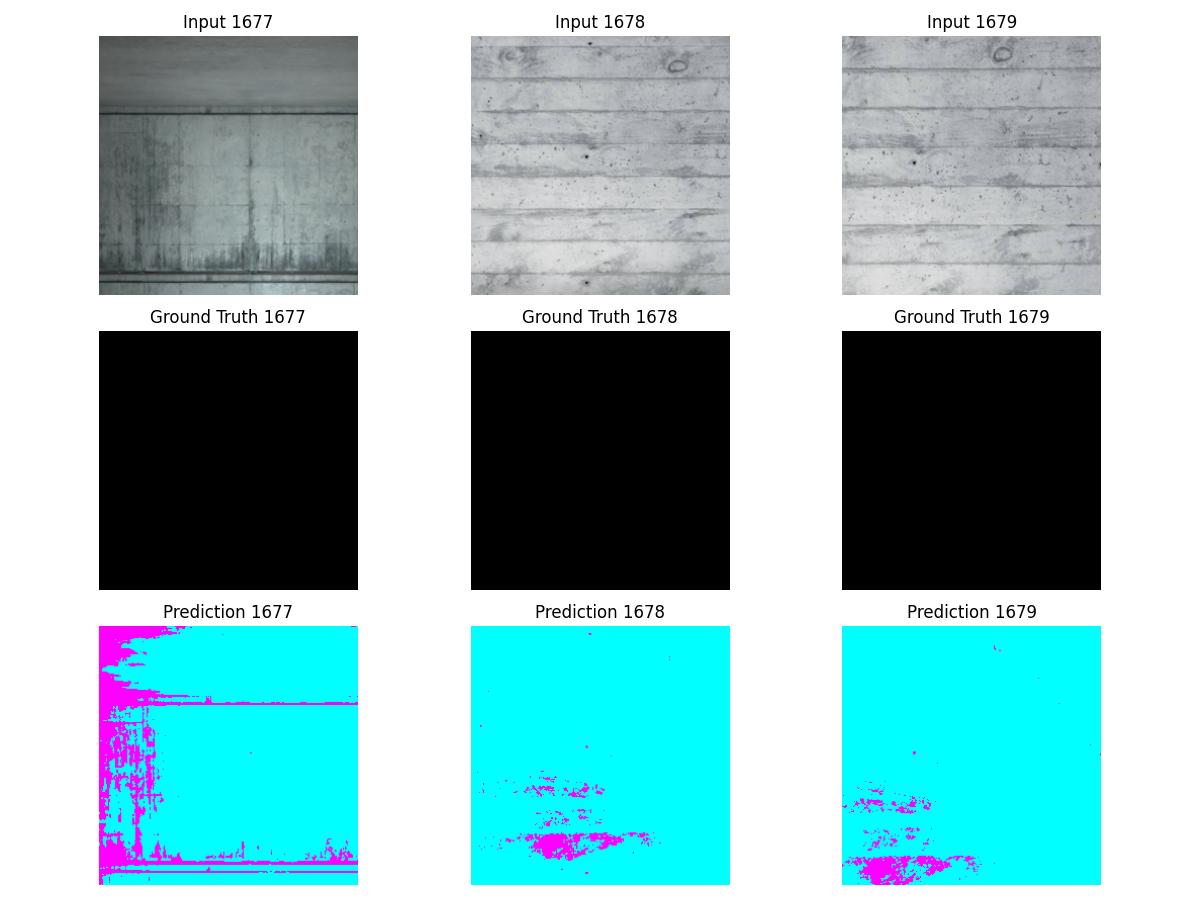 Input 1677
Input 1678
Input 1679
Ground Truth 1677
Ground Truth 1678
Ground Truth 1679
Prediction 1677
Prediction 1678
Prediction 1679